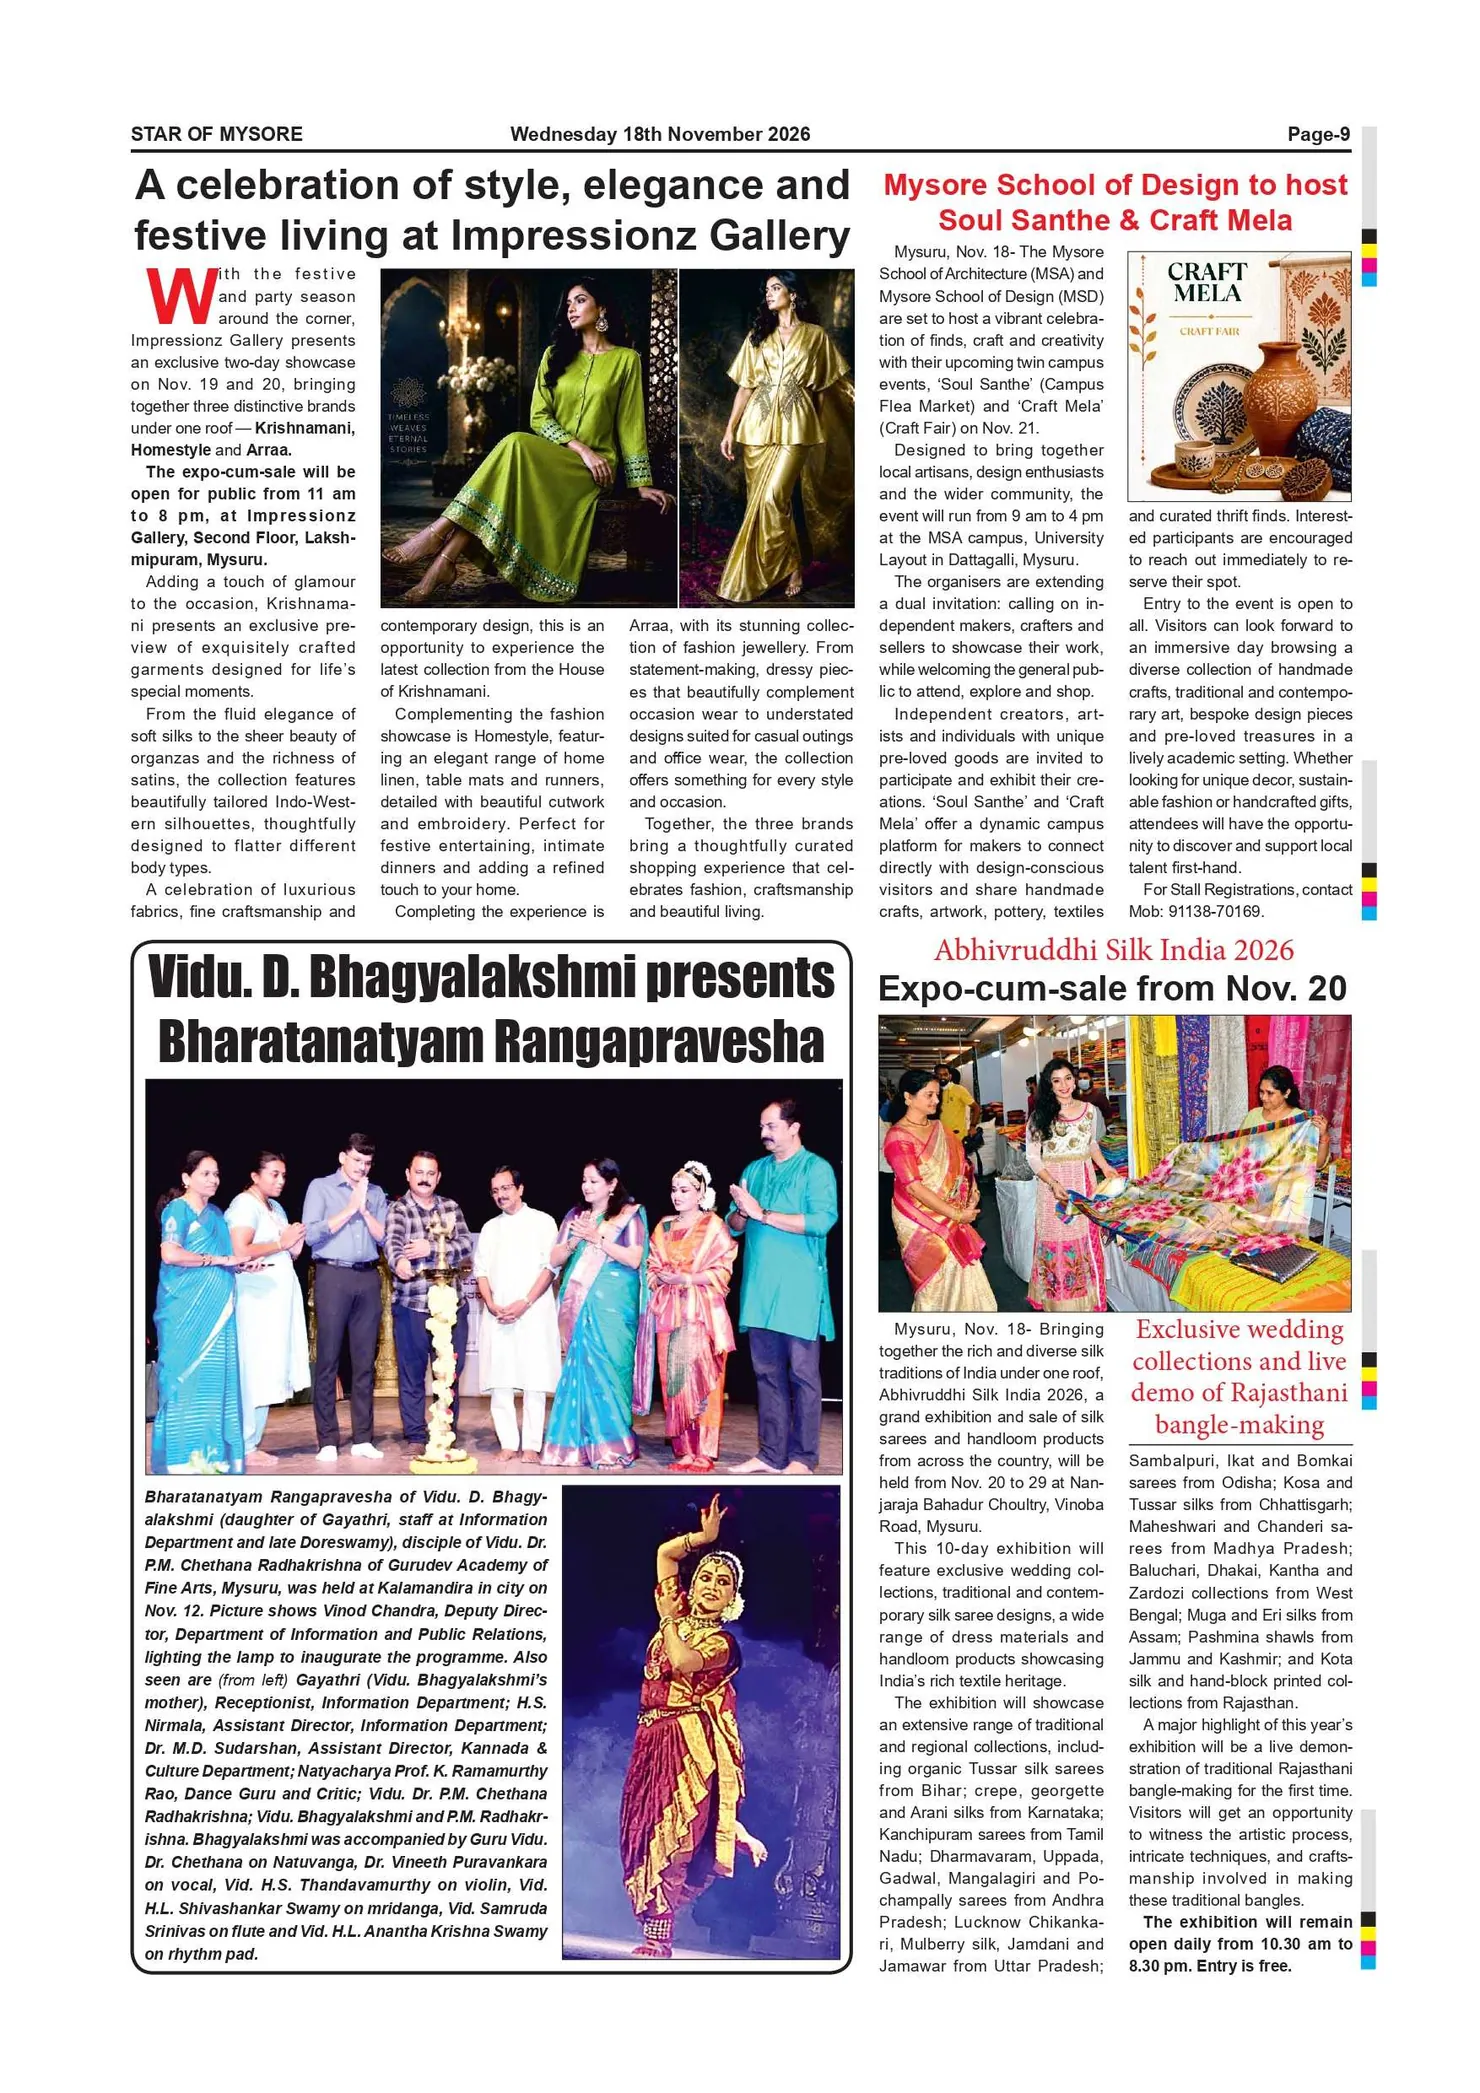 STAR OF MYSORE
Wednesday 18th November 2026
Page-9
A celebration of style, elegance and
festive living at Impressionz Gallery
With the festive
and party season
around the corner,
Impressionz Gallery presents
an exclusive two-day showcase
on Nov. 19 and 20, bringing
together three distinctive brands
under one roof — Krishnamani,
Homestyle and Arraa.
The expo-cum-sale will be
open for public from 11 am
to 8 pm, at Impressionz
Gallery, Second Floor, Laksh-
mipuram, Mysuru.
Adding a touch of glamour
to the occasion, Krishnama-
ni presents an exclusive pre-
view of exquisitely crafted
garments designed for life's
special moments.
From the fluid elegance of
soft silks to the sheer beauty of
organzas and the richness of
satins, the collection features
beautifully tailored Indo-West-
ern silhouettes, thoughtfully
designed to flatter different
body types.
A celebration of luxurious
fabrics, fine craftsmanship and
TIMELESS
WEAVES
ETERNAL
STORIES
contemporary design, this is an
opportunity to experience the
latest collection from the House
of Krishnamani.
Complementing the fashion
showcase is Homestyle, featur-
ing an elegant range of home
linen, table mats and runners,
detailed with beautiful cutwork
and embroidery. Perfect for
festive entertaining, intimate
dinners and adding a refined
touch to your home.
Completing the experience is
Arraa, with its stunning collec-
tion of fashion jewellery. From
statement-making, dressy piec-
es that beautifully complement
occasion wear to understated
designs suited for casual outings
and office wear, the collection
offers something for every style
and occasion.
Together, the three brands
bring a thoughtfully curated
shopping experience that cel-
ebrates fashion, craftsmanship
and beautiful living.
Mysore School of Design to host
Soul Santhe & Craft Mela
Mysuru, Nov. 18- The Mysore
School of Architecture (MSA) and
Mysore School of Design (MSD)
are set to host a vibrant celebra-
tion of finds, craft and creativity
with their upcoming twin campus
events, 'Soul Santhe' (Campus
Flea Market) and 'Craft Mela'
(Craft Fair) on Nov. 21.
Designed to bring together
local artisans, design enthusiasts
and the wider community, the
event will run from 9 am to 4 pm
at the MSA campus, University
Layout in Dattagalli, Mysuru.
The organisers are extending
a dual invitation: calling on in-
dependent makers, crafters and
sellers to showcase their work,
while welcoming the general pub-
lic to attend, explore and shop.
Independent creators, art-
ists and individuals with unique
pre-loved goods are invited to
participate and exhibit their cre-
ations. 'Soul Santhe' and 'Craft
Mela' offer a dynamic campus
platform for makers to connect
directly with design-conscious
visitors and share handmade
crafts, artwork, pottery, textiles
CRAFT
MELA
CRAFT FAIR
and curated thrift finds. Interest-
ed participants are encouraged
to reach out immediately to re-
serve their spot.
Entry to the event is open to
all. Visitors can look forward to
an immersive day browsing a
diverse collection of handmade
crafts, traditional and contempo-
rary art, bespoke design pieces
and pre-loved treasures in a
lively academic setting. Whether
looking for unique decor, sustain-
able fashion or handcrafted gifts,
attendees will have the opportu-
nity to discover and support local
talent first-hand.
For Stall Registrations, contact
Mob: 91138-70169.
Vidu. D. Bhagyalakshmi presents
Bharatanatyam Rangapravesha
Bharatanatyam Rangapravesha of Vidu. D. Bhagy-
alakshmi (daughter of Gayathri, staff at Information
Department and late Doreswamy), disciple of Vidu. Dr.
P.M. Chethana Radhakrishna of Gurudev Academy of
Fine Arts, Mysuru, was held at Kalamandira in city on
Nov. 12. Picture shows Vinod Chandra, Deputy Direc-
tor, Department of Information and Public Relations,
lighting the lamp to inaugurate the programme. Also
seen are (from left) Gayathri (Vidu. Bhagyalakshmi's
mother), Receptionist, Information Department; H.S.
Nirmala, Assistant Director, Information Department;
Dr. M.D. Sudarshan, Assistant Director, Kannada &
Culture Department; Natyacharya Prof. K. Ramamurthy
Rao, Dance Guru and Critic; Vidu. Dr. P.M. Chethana
Radhakrishna; Vidu. Bhagyalakshmi and P.M. Radhakr-
ishna. Bhagyalakshmi was accompanied by Guru Vidu.
Dr. Chethana on Natuvanga, Dr. Vineeth Puravankara
on vocal, Vid. H.S. Thandavamurthy on violin, Vid.
H.L. Shivashankar Swamy on mridanga, Vid. Samruda
Srinivas on flute and Vid. H.L. Anantha Krishna Swamy
on rhythm pad.
Abhivruddhi Silk India 2026
Expo-cum-sale from Nov. 20
Mysuru, Nov. 18- Bringing
together the rich and diverse silk
traditions of India under one roof,
Abhivruddhi Silk India 2026, a
grand exhibition and sale of silk
sarees and handloom products
from across the country, will be
held from Nov. 20 to 29 at Nan-
jaraja Bahadur Choultry, Vinoba
Road, Mysuru.
This 10-day exhibition will
feature exclusive wedding col-
lections, traditional and contem-
porary silk saree designs, a wide
range of dress materials and
handloom products showcasing
India's rich textile heritage.
The exhibition will showcase
an extensive range of traditional
and regional collections, includ-
ing organic Tussar silk sarees
from Bihar; crepe, georgette
and Arani silks from Karnataka;
Kanchipuram sarees from Tamil
Nadu; Dharmavaram, Uppada,
Gadwal, Mangalagiri and Po-
champally sarees from Andhra
Pradesh; Lucknow Chikanka-
ri, Mulberry silk, Jamdani and
Jamawar from Uttar Pradesh;
Exclusive wedding
collections and live
demo of Rajasthani
bangle-making
Sambalpuri, Ikat and Bomkai
sarees from Odisha; Kosa and
Tussar silks from Chhattisgarh;
Maheshwari and Chanderi sa-
rees from Madhya Pradesh;
Baluchari, Dhakai, Kantha and
Zardozi collections from West
Bengal; Muga and Eri silks from
Assam; Pashmina shawls from
Jammu and Kashmir; and Kota
silk and hand-block printed col-
lections from Rajasthan.
A major highlight of this year's
exhibition will be a live demon-
stration of traditional Rajasthani
bangle-making for the first time.
Visitors will get an opportunity
to witness the artistic process,
intricate techniques, and crafts-
manship involved in making
these traditional bangles.
The exhibition will remain
open daily from 10.30 am to
8.30 pm. Entry is free.